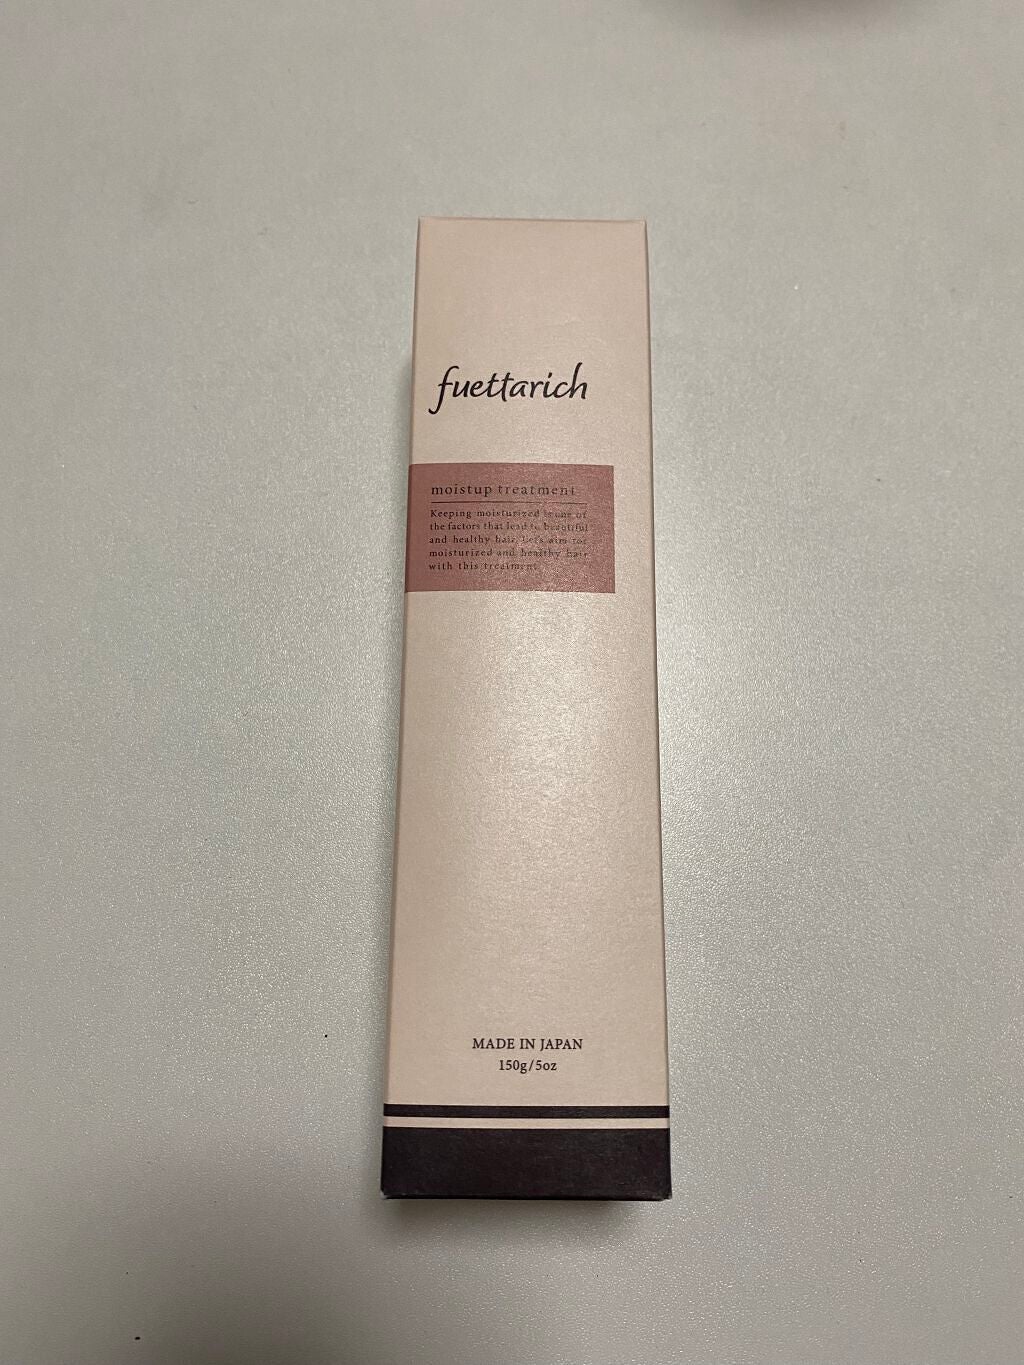 fuettarich
moistup treatment
Keeping moisturized is one of
the factors that lead to beautiful
and healthy hair. Let's aim for
moisturized and healthy hair
with this treatment.
MADE IN JAPAN
150g/5oz